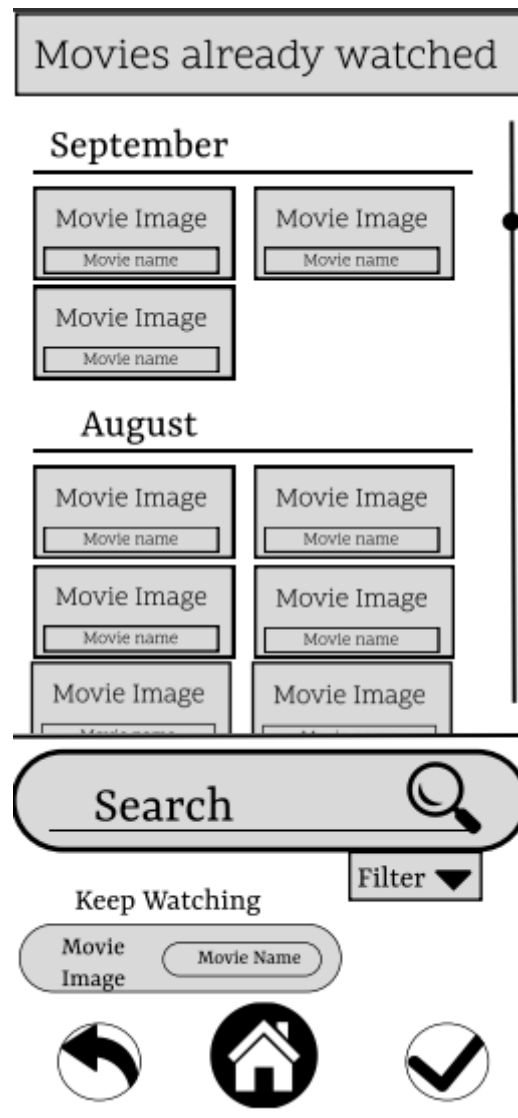 Movies already watched
September
Movie Image Movie Image
Movie name Movie name
Movie Image
Movie name
August
Movie Image Movie Image
Movie name Movie name
Movie Image Movie Image
Movie name Movie name
Movie Image Movie Image
Search
Filter
Keep Watching
Movie
Image
Movie Name